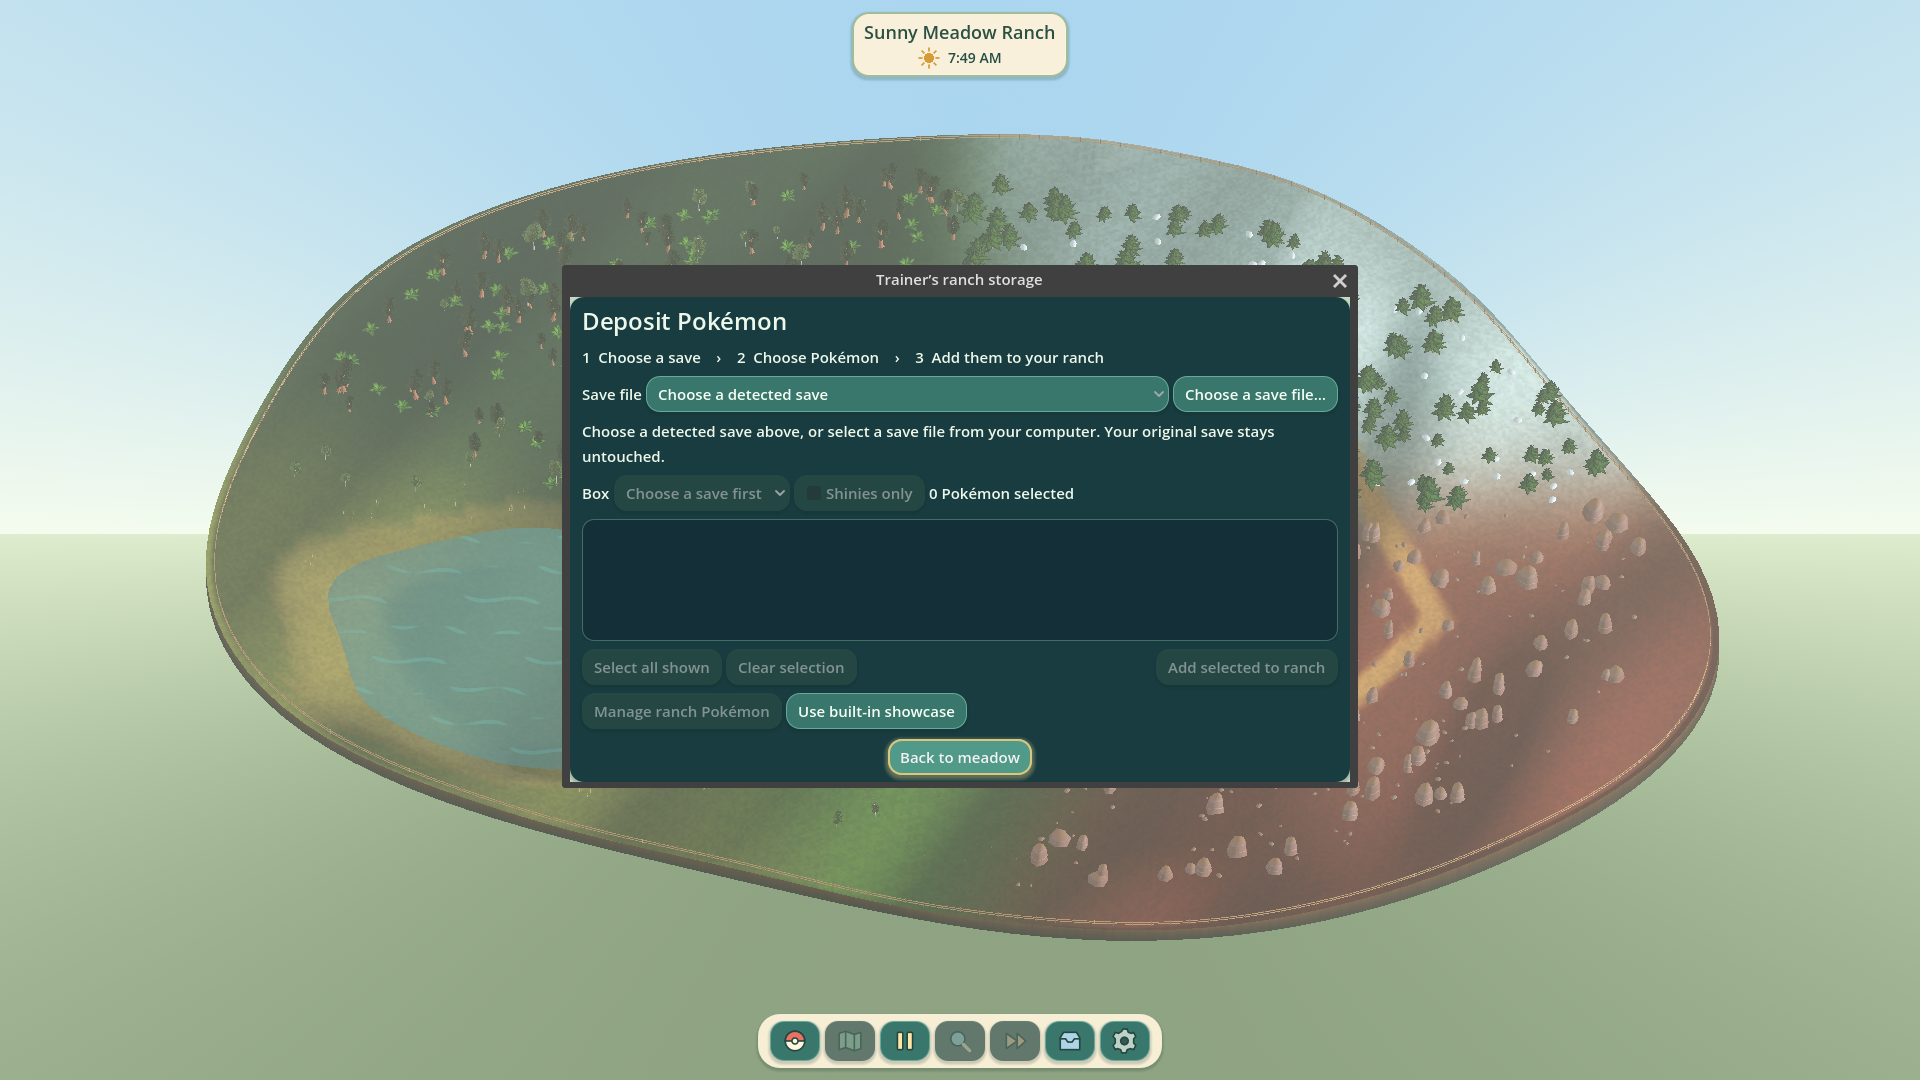 Sunny Meadow Ranch
7:49 AM
Trainer’s ranch storage
Deposit Pokémon
1 Choose a save › 2 Choose Pokémon › 3 Add them to your ranch
Save file Choose a detected save Choose a save file...
Choose a detected save above, or select a save file from your computer. Your original save stays
untouched.
Box Choose a save first Shinies only 0 Pokémon selected
Select all shown Clear selection Add selected to ranch
Manage ranch Pokémon Use built-in showcase
Back to meadow